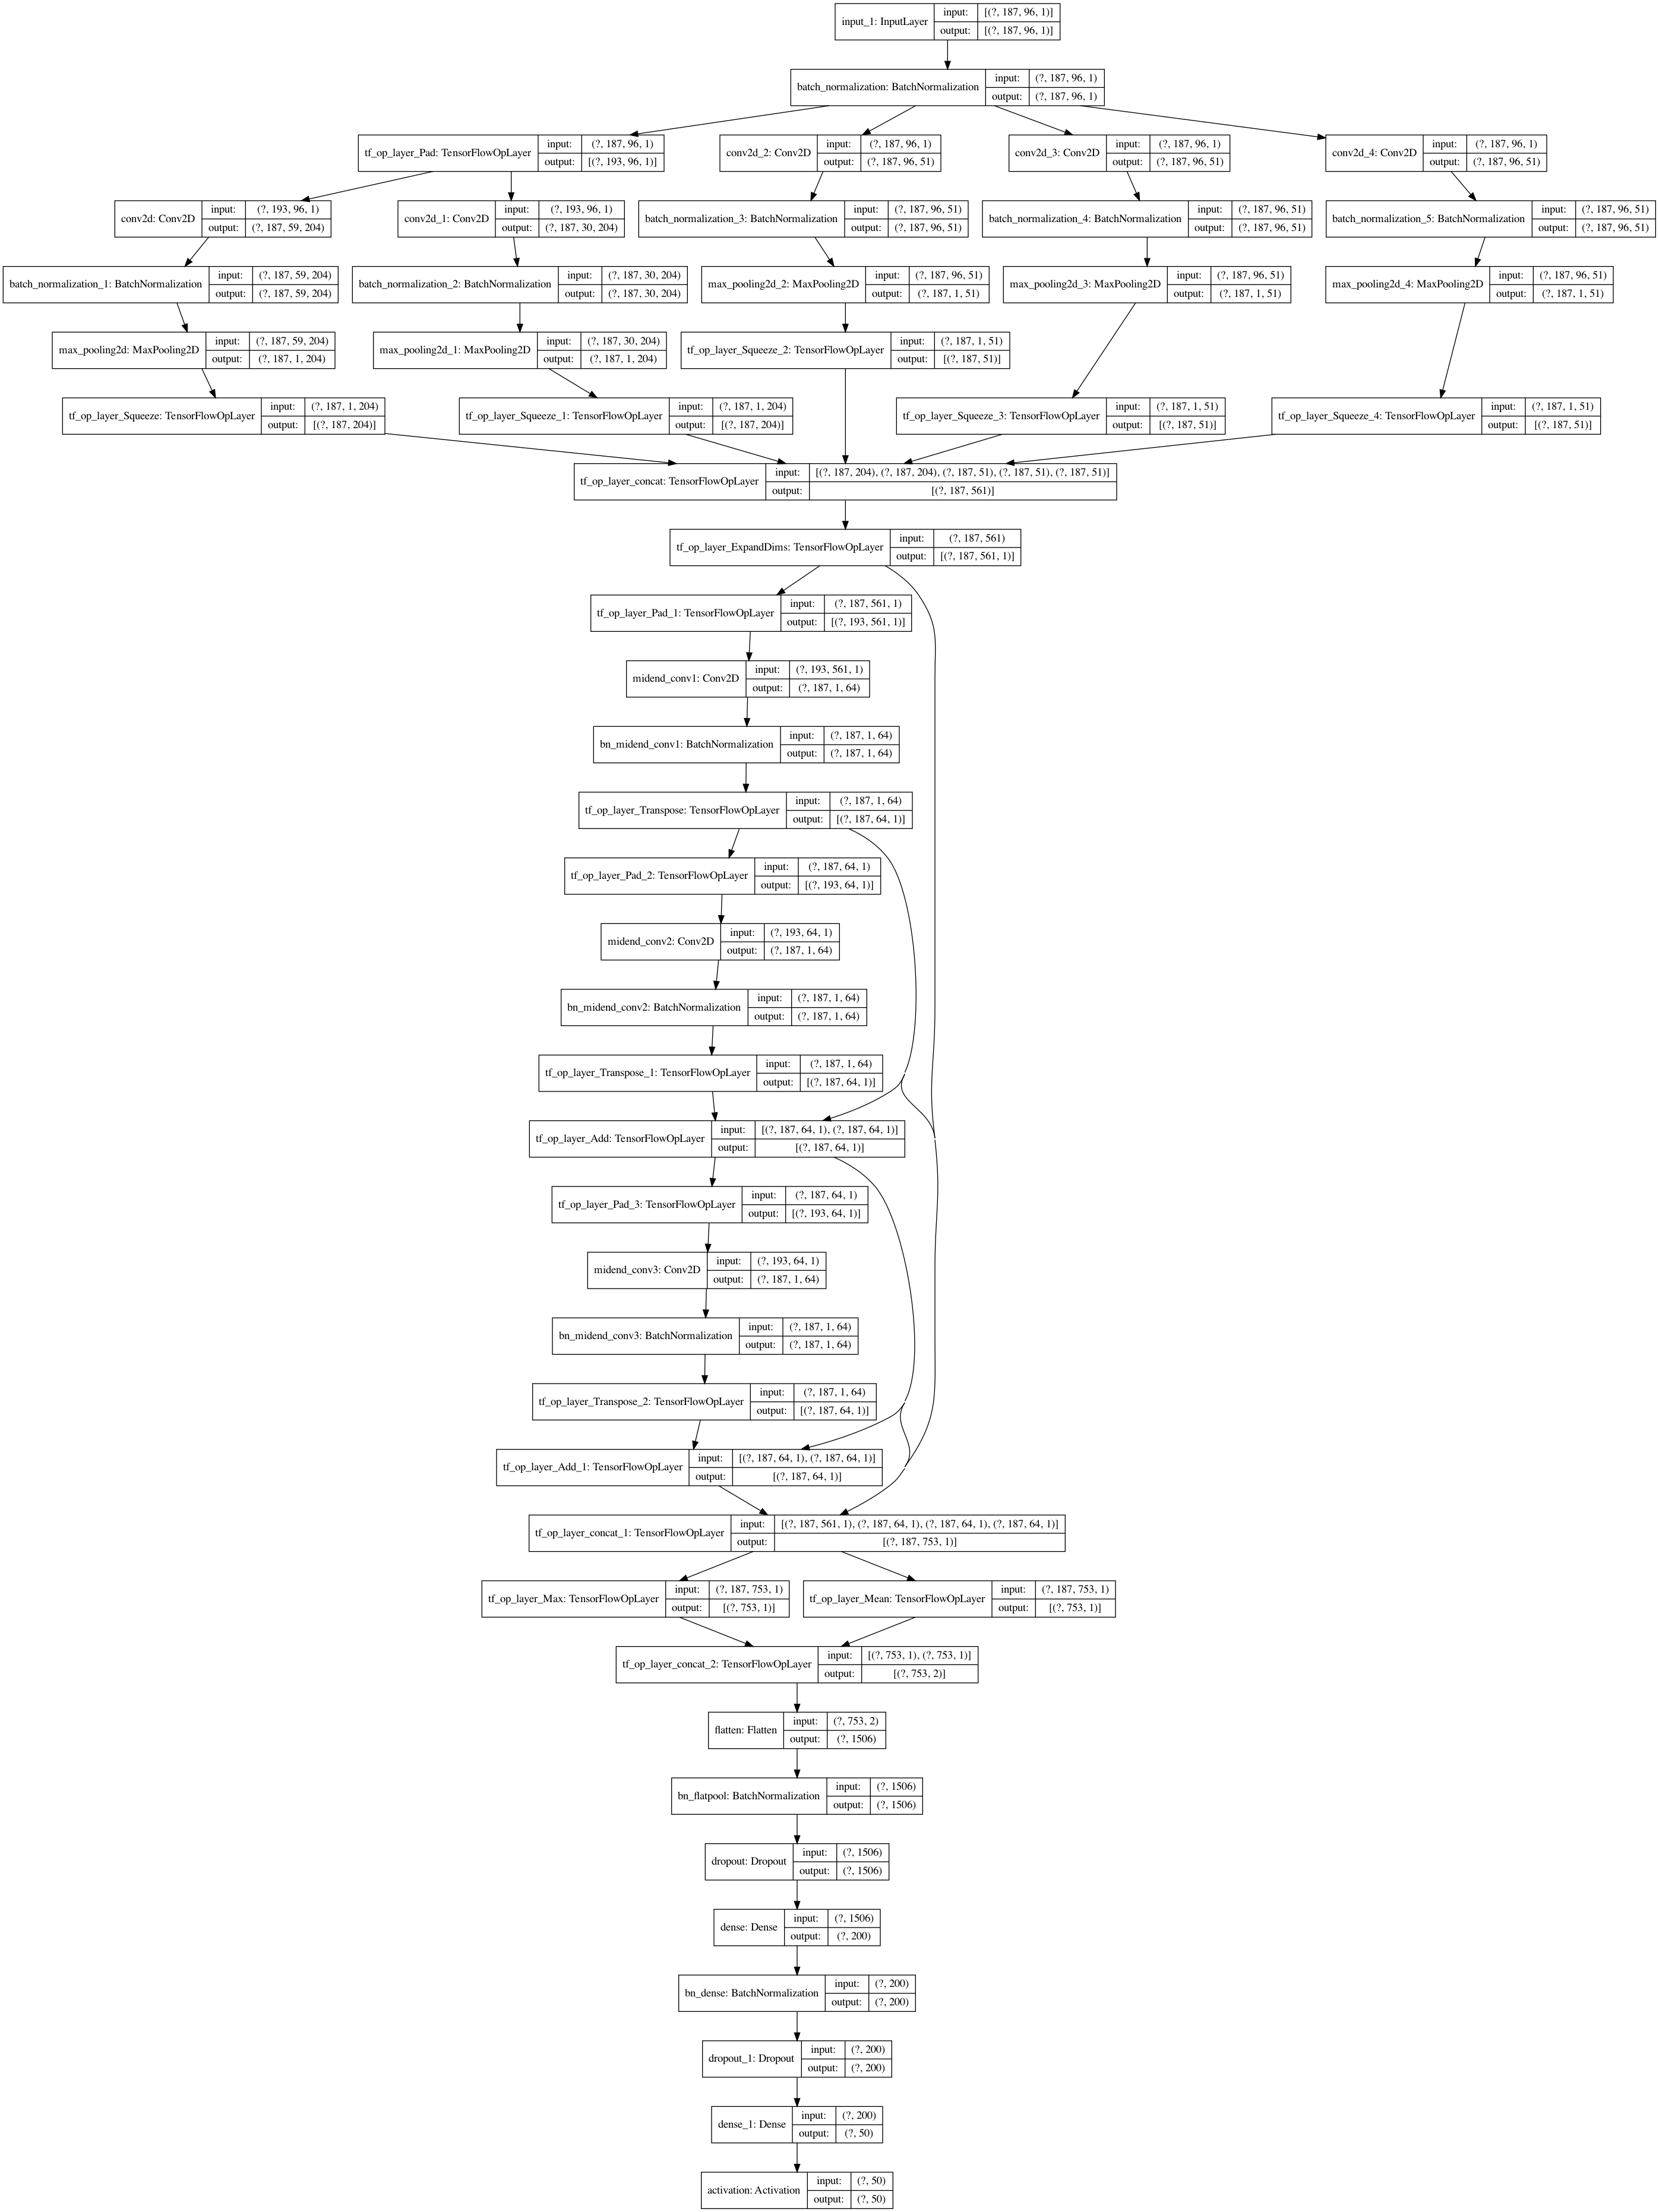 input_1: InputLayer
input: [(?, 187, 96, 1)]
output: [(?, 187, 96, 1)]
batch_normalization: BatchNormalization
input: (?, 187, 96, 1)
output: (?, 187, 96, 1)
tf_op_layer_Pad: TensorFlowOpLayer
input: (?, 187, 96, 1)
output: [(?, 193, 96, 1)]
conv2d_2: Conv2D
input: (?, 187, 96, 1)
output: (?, 187, 96, 51)
conv2d_3: Conv2D
input: (?, 187, 96, 1)
output: (?, 187, 96, 51)
conv2d_4: Conv2D
input: (?, 187, 96, 1)
output: (?, 187, 96, 51)
conv2d: Conv2D
input: (?, 193, 96, 1)
output: (?, 187, 59, 204)
conv2d_1: Conv2D
input: (?, 193, 96, 1)
output: (?, 187, 30, 204)
batch_normalization_3: BatchNormalization
input: (?, 187, 96, 51)
output: (?, 187, 96, 51)
batch_normalization_4: BatchNormalization
input: (?, 187, 96, 51)
output: (?, 187, 96, 51)
batch_normalization_5: BatchNormalization
input: (?, 187, 96, 51)
output: (?, 187, 96, 51)
batch_normalization_1: BatchNormalization
input: (?, 187, 59, 204)
output: (?, 187, 59, 204)
batch_normalization_2: BatchNormalization
input: (?, 187, 30, 204)
output: (?, 187, 30, 204)
max_pooling2d_2: MaxPooling2D
input: (?, 187, 96, 51)
output: (?, 187, 1, 51)
max_pooling2d_3: MaxPooling2D
input: (?, 187, 96, 51)
output: (?, 187, 1, 51)
max_pooling2d_4: MaxPooling2D
input: (?, 187, 96, 51)
output: (?, 187, 1, 51)
max_pooling2d: MaxPooling2D
input: (?, 187, 59, 204)
output: (?, 187, 1, 204)
max_pooling2d_1: MaxPooling2D
input: (?, 187, 30, 204)
output: (?, 187, 1, 204)
tf_op_layer_Squeeze_2: TensorFlowOpLayer
input: (?, 187, 1, 51)
output: [(?, 187, 51)]
tf_op_layer_Squeeze: TensorFlowOpLayer
input: (?, 187, 1, 204)
output: [(?, 187, 204)]
tf_op_layer_Squeeze_1: TensorFlowOpLayer
input: (?, 187, 1, 204)
output: [(?, 187, 204)]
tf_op_layer_Squeeze_3: TensorFlowOpLayer
input: (?, 187, 1, 51)
output: [(?, 187, 51)]
tf_op_layer_Squeeze_4: TensorFlowOpLayer
input: (?, 187, 1, 51)
output: [(?, 187, 51)]
tf_op_layer_concat: TensorFlowOpLayer
input: [(?, 187, 204), (?, 187, 204), (?, 187, 51), (?, 187, 51), (?, 187, 51)]
output: [(?, 187, 561)]
tf_op_layer_ExpandDims: TensorFlowOpLayer
input: (?, 187, 561)
output: [(?, 187, 561, 1)]
tf_op_layer_Pad_1: TensorFlowOpLayer
input: (?, 187, 561, 1)
output: [(?, 193, 561, 1)]
midend_conv1: Conv2D
input: (?, 193, 561, 1)
output: (?, 187, 1, 64)
bn_midend_conv1: BatchNormalization
input: (?, 187, 1, 64)
output: (?, 187, 1, 64)
tf_op_layer_Transpose: TensorFlowOpLayer
input: (?, 187, 1, 64)
output: [(?, 187, 64, 1)]
tf_op_layer_Pad_2: TensorFlowOpLayer
input: (?, 187, 64, 1)
output: [(?, 193, 64, 1)]
midend_conv2: Conv2D
input: (?, 193, 64, 1)
output: (?, 187, 1, 64)
bn_midend_conv2: BatchNormalization
input: (?, 187, 1, 64)
output: (?, 187, 1, 64)
tf_op_layer_Transpose_1: TensorFlowOpLayer
input: (?, 187, 1, 64)
output: [(?, 187, 64, 1)]
tf_op_layer_Add: TensorFlowOpLayer
input: [(?, 187, 64, 1), (?, 187, 64, 1)]
output: [(?, 187, 64, 1)]
tf_op_layer_Pad_3: TensorFlowOpLayer
input: (?, 187, 64, 1)
output: [(?, 193, 64, 1)]
midend_conv3: Conv2D
input: (?, 193, 64, 1)
output: (?, 187, 1, 64)
bn_midend_conv3: BatchNormalization
input: (?, 187, 1, 64)
output: (?, 187, 1, 64)
tf_op_layer_Transpose_2: TensorFlowOpLayer
input: (?, 187, 1, 64)
output: [(?, 187, 64, 1)]
tf_op_layer_Add_1: TensorFlowOpLayer
input: [(?, 187, 64, 1), (?, 187, 64, 1)]
output: [(?, 187, 64, 1)]
tf_op_layer_concat_1: TensorFlowOpLayer
input: [(?, 187, 561, 1), (?, 187, 64, 1), (?, 187, 64, 1), (?, 187, 64, 1)]
output: [(?, 187, 753, 1)]
tf_op_layer_Max: TensorFlowOpLayer
input: (?, 187, 753, 1)
output: [(?, 753, 1)]
tf_op_layer_Mean: TensorFlowOpLayer
input: (?, 187, 753, 1)
output: [(?, 753, 1)]
tf_op_layer_concat_2: TensorFlowOpLayer
input: [(?, 753, 1), (?, 753, 1)]
output: [(?, 753, 2)]
flatten: Flatten
input: (?, 753, 2)
output: (?, 1506)
bn_flatpool: BatchNormalization
input: (?, 1506)
output: (?, 1506)
dropout: Dropout
input: (?, 1506)
output: (?, 1506)
dense: Dense
input: (?, 1506)
output: (?, 200)
bn_dense: BatchNormalization
input: (?, 200)
output: (?, 200)
dropout_1: Dropout
input: (?, 200)
output: (?, 200)
dense_1: Dense
input: (?, 200)
output: (?, 50)
activation: Activation
input: (?, 50)
output: (?, 50)